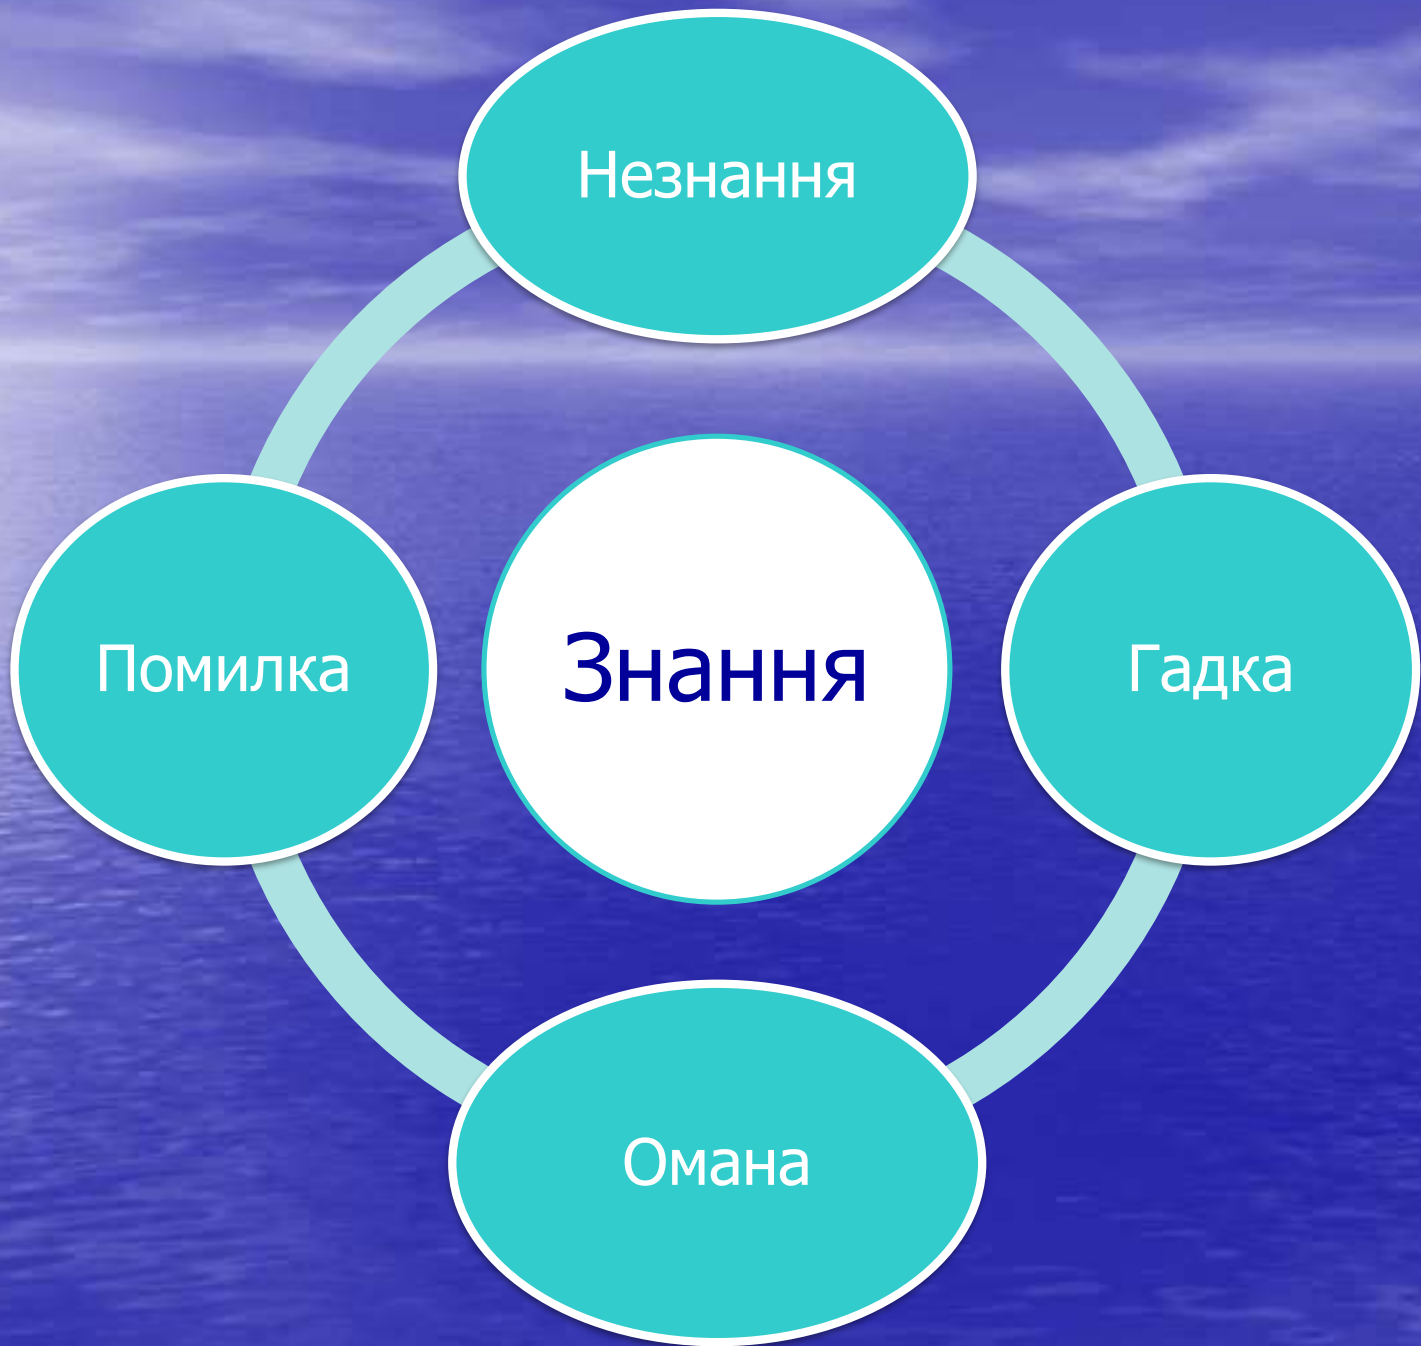 Незнання
Помилка
Знання
Гадка
Омана